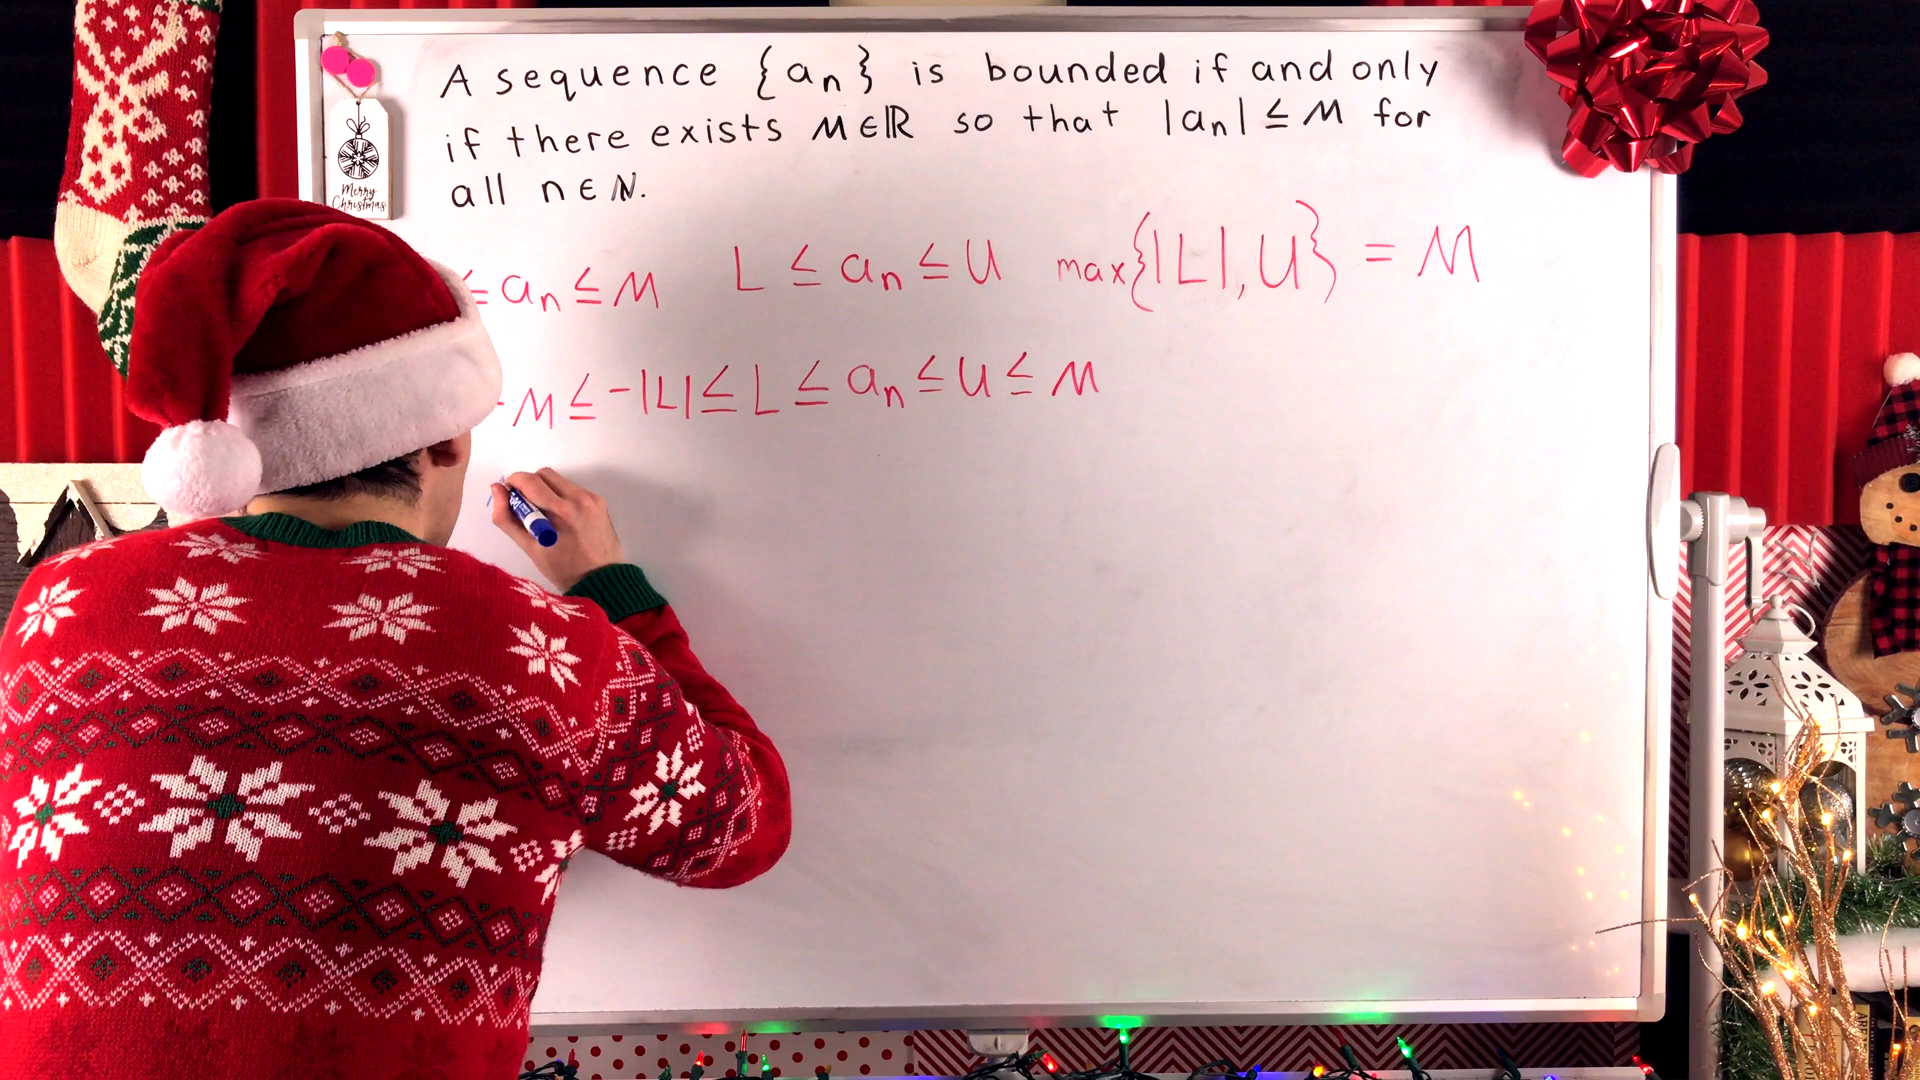 A sequence {aₙ} is bounded if and only
if there exists M∈ℝ so that |aₙ| ≤ M for
all n∈ℕ.
≤ aₙ ≤ M L ≤ aₙ ≤ U max{|L|, U} = M
-M ≤ -|L| ≤ L ≤ aₙ ≤ U ≤ M
Merry
Christmas